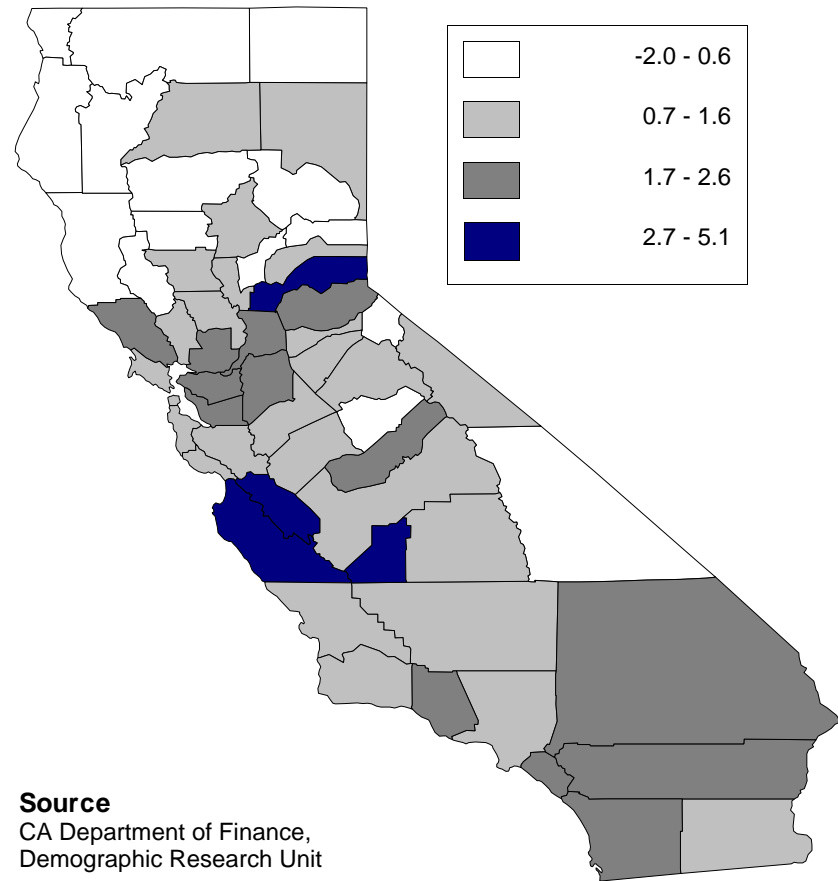 -2.0 - 0.6
0.7 - 1.6
1.7 - 2.6
2.7 - 5.1
Source
CA Department of Finance,
Demographic Research Unit